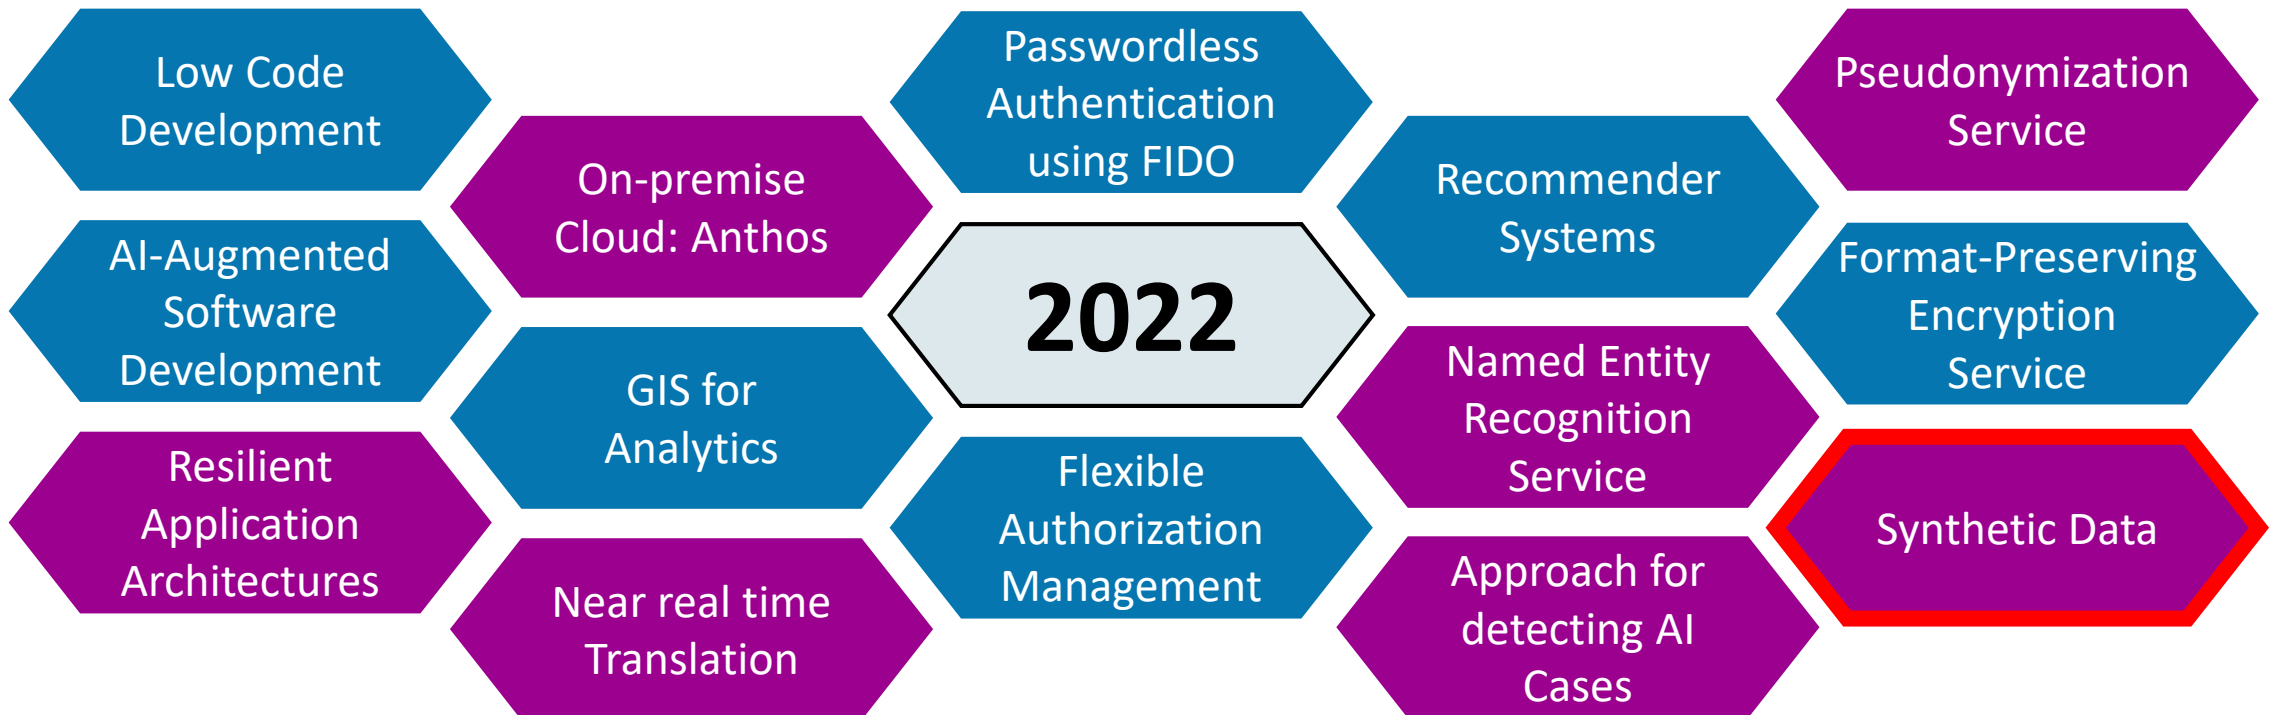 Low Code
Development
AI-Augmented
Software
Development
Resilient
Application
Architectures
On-premise
Cloud: Anthos
GIS for
Analytics
Near real time
Translation
Passwordless
Authentication
using FIDO
2022
Flexible
Authorization
Management
Recommender
Systems
Named Entity
Recognition
Service
Approach for
detecting AI
Cases
Pseudonymization
Service
Format-Preserving
Encryption
Service
Synthetic Data